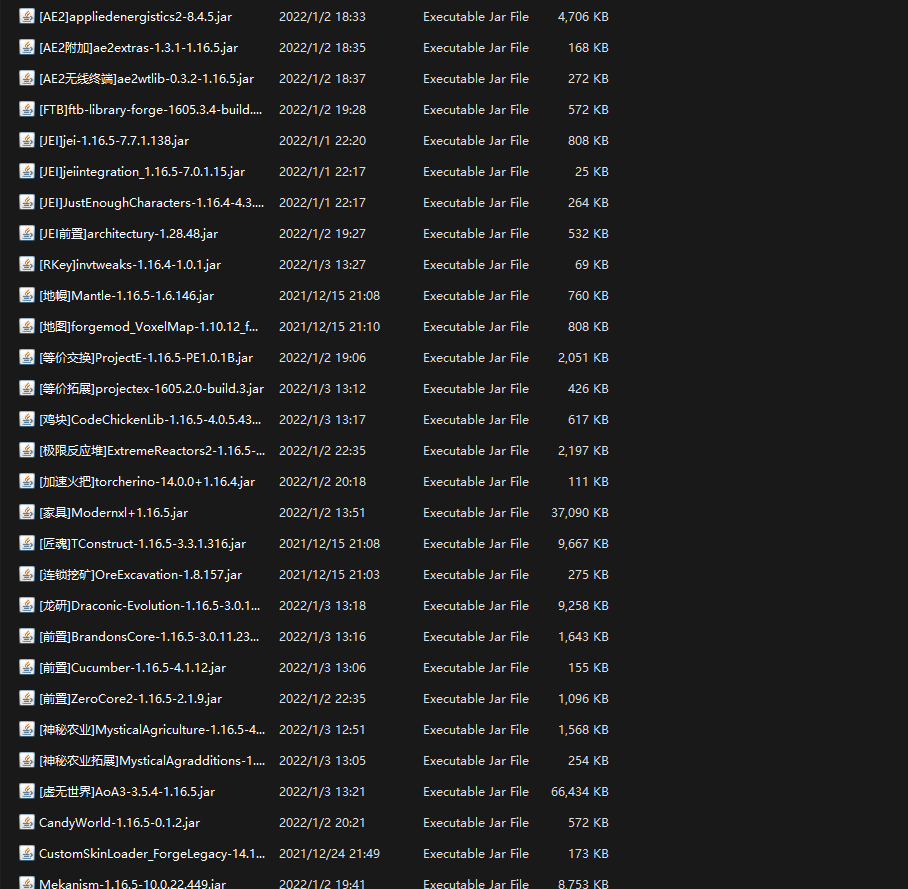 [AE2]appliedenergistics2-8.4.5.jar 2022/1/2 18:33 Executable Jar File 4,706 KB
[AE2附加]ae2extras-1.3.1-1.16.5.jar 2022/1/2 18:35 Executable Jar File 168 KB
[AE2无线终端]ae2wtlib-0.3.2-1.16.5.jar 2022/1/2 18:37 Executable Jar File 272 KB
[FTB]ftb-library-forge-1605.3.4-build.... 2022/1/2 19:28 Executable Jar File 572 KB
[JEI]jei-1.16.5-7.7.1.138.jar 2022/1/1 22:20 Executable Jar File 808 KB
[JEI]jeiintegration_1.16.5-7.0.1.15.jar 2022/1/1 22:17 Executable Jar File 25 KB
[JEI]JustEnoughCharacters-1.16.4-4.3.... 2022/1/1 22:17 Executable Jar File 264 KB
[JEI前置]architectury-1.28.48.jar 2022/1/2 19:27 Executable Jar File 532 KB
[RKey]invtweaks-1.16.4-1.0.1.jar 2022/1/3 13:27 Executable Jar File 69 KB
[地幔]Mantle-1.16.5-1.6.146.jar 2021/12/15 21:08 Executable Jar File 760 KB
[地图]forgemod_VoxelMap-1.10.12_f... 2021/12/15 21:10 Executable Jar File 808 KB
[等价交换]ProjectE-1.16.5-PE1.0.1B.jar 2022/1/2 19:06 Executable Jar File 2,051 KB
[等价拓展]projectex-1605.2.0-build.3.jar 2022/1/3 13:12 Executable Jar File 426 KB
[鸡块]CodeChickenLib-1.16.5-4.0.5.43... 2022/1/3 13:17 Executable Jar File 617 KB
[极限反应堆]ExtremeReactors2-1.16.5-... 2022/1/2 22:35 Executable Jar File 2,197 KB
[加速火把]torcherino-14.0.0+1.16.4.jar 2022/1/2 20:18 Executable Jar File 111 KB
[家具]Modernxl+1.16.5.jar 2022/1/2 13:51 Executable Jar File 37,090 KB
[匠魂]TConstruct-1.16.5-3.3.1.316.jar 2021/12/15 21:08 Executable Jar File 9,667 KB
[连锁挖矿]OreExcavation-1.8.157.jar 2021/12/15 21:03 Executable Jar File 275 KB
[龙研]Draconic-Evolution-1.16.5-3.0.1... 2022/1/3 13:18 Executable Jar File 9,258 KB
[前置]BrandonsCore-1.16.5-3.0.11.23... 2022/1/3 13:16 Executable Jar File 1,643 KB
[前置]Cucumber-1.16.5-4.1.12.jar 2022/1/3 13:06 Executable Jar File 155 KB
[前置]ZeroCore2-1.16.5-2.1.9.jar 2022/1/2 22:35 Executable Jar File 1,096 KB
[神秘农业]MysticalAgriculture-1.16.5-4... 2022/1/3 12:51 Executable Jar File 1,568 KB
[神秘农业拓展]MysticalAgradditions-1.... 2022/1/3 13:05 Executable Jar File 254 KB
[虚无世界]AoA3-3.5.4-1.16.5.jar 2022/1/3 13:21 Executable Jar File 66,434 KB
CandyWorld-1.16.5-0.1.2.jar 2022/1/2 20:21 Executable Jar File 572 KB
CustomSkinLoader_ForgeLegacy-14.1... 2021/12/24 21:49 Executable Jar File 173 KB
Mekanism-1.16.5-10.0.22.449.jar 2022/1/2 19:41 Executable Jar File 8,753 KB